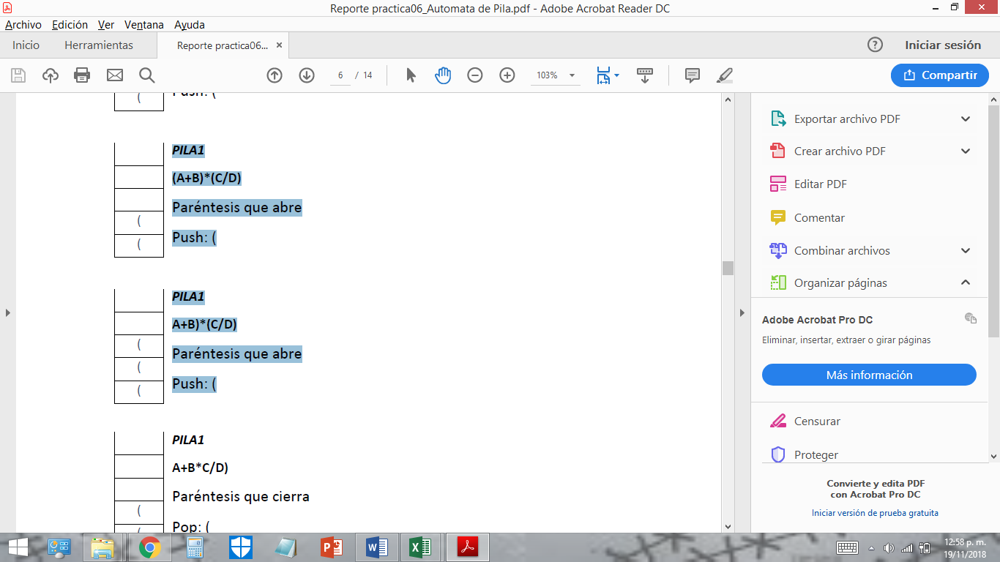 Reporte practica06_Automata de Pila.pdf - Adobe Acrobat Reader DC
Archivo Edición Ver Ventana Ayuda
Inicio Herramientas Reporte practica06... × ? Iniciar sesión
6 / 14 103% Compartir
( Push: (
PILA1
(A+B)*(C/D)
Paréntesis que abre
(
Push: (
(
PILA1
A+B)*(C/D)
(
Paréntesis que abre
(
Push: (
(
PILA1
A+B*C/D)
Paréntesis que cierra
(
Pop: (
(
Exportar archivo PDF
Crear archivo PDF
Editar PDF
Comentar
Combinar archivos
Organizar páginas
Adobe Acrobat Pro DC
Eliminar, insertar, extraer o girar páginas
Más información
Censurar
Proteger
Convierte y edita PDF
con Acrobat Pro DC
Iniciar versión de prueba gratuita
12:58 p. m.
19/11/2018